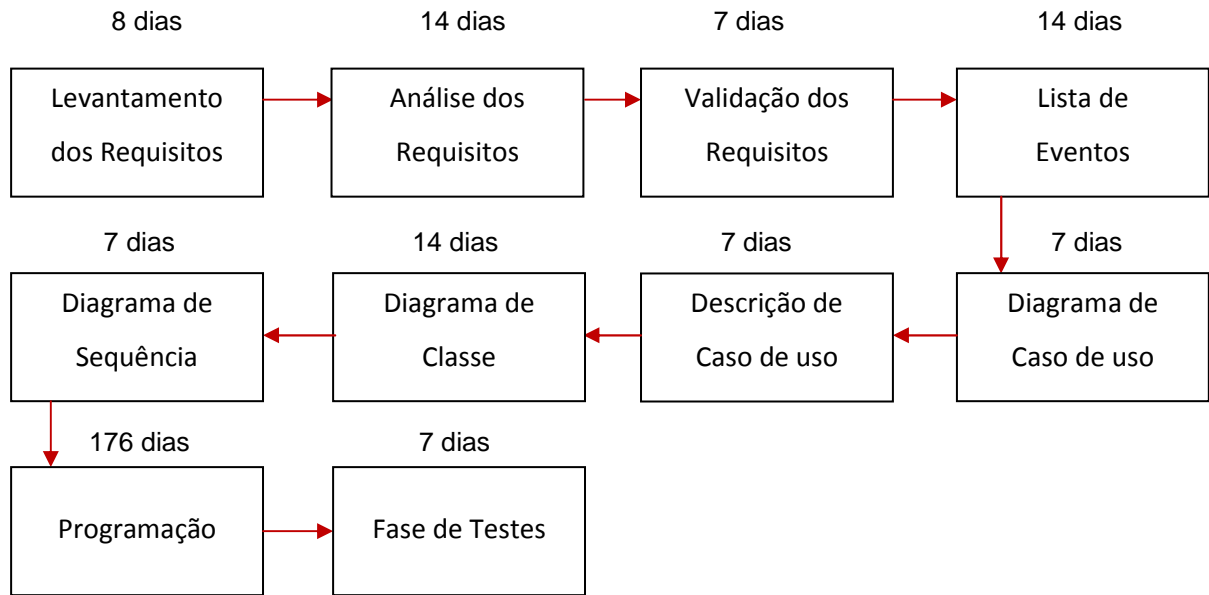 8 dias
14 dias
7 dias
14 dias
Levantamento
dos Requisitos
Análise dos
Requisitos
Validação dos
Requisitos
Lista de
Eventos
7 dias
14 dias
7 dias
7 dias
Diagrama de
Sequência
Diagrama de
Classe
Descrição de
Caso de uso
Diagrama de
Caso de uso
176 dias
7 dias
Programação
Fase de Testes